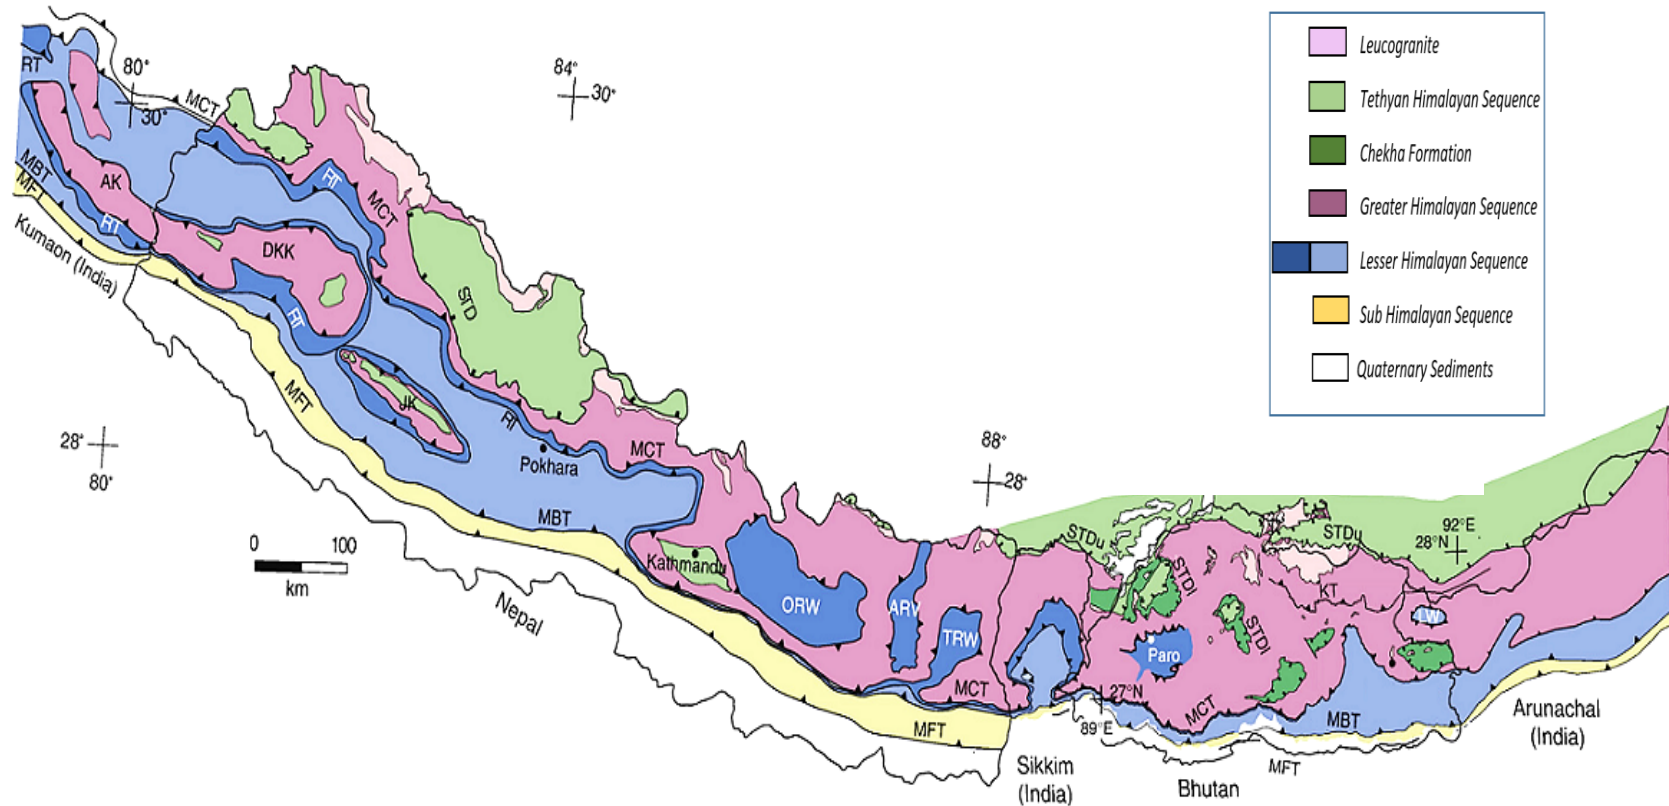 Leucogranite
Tethyan Himalayan Sequence
Chekha Formation
Greater Himalayan Sequence
Lesser Himalayan Sequence
Sub Himalayan Sequence
Quaternary Sediments
RT
80°
30°
MCT
84°
30°
MBT
MFT
AK
RT
Kumaon (India)
RT
MCT
DKK
RT
STD
MFT
JK
RT
28°
80°
Pokhara
MCT
MBT
0 100
km
Nepal
Kathmandu
ORW
ARV
TRW
MCT
MFT
88°
28°
STDu
STDl
STDu
92°E
28°N
KT
LW
STDl
Paro
27°N
89°E
MCT
MBT
MFT
Sikkim
(India)
Bhutan
Arunachal
(India)